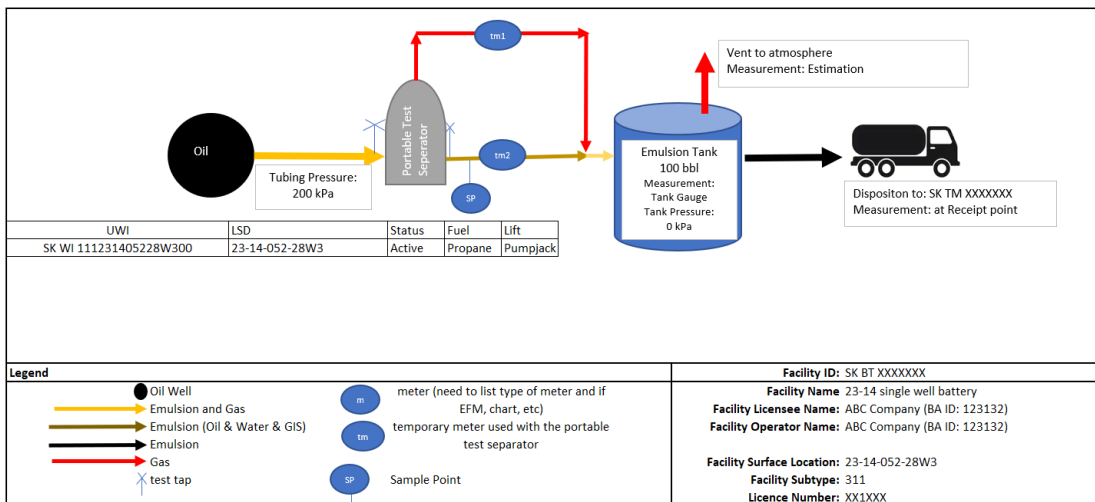 tm1
Vent to atmosphere
Measurement: Estimation
Oil
Portable Test
Seperator
tm2
SP
Tubing Pressure:
200 kPa
Emulsion Tank
100 bbl
Measurement:
Tank Gauge
Tank Pressure:
0 kPa
Dispositon to: SK TM XXXXXXX
Measurement: at Receipt point
UWI LSD Status Fuel Lift
SK WI 111231405228W300 23-14-052-28W3 Active Propane Pumpjack
Legend
Oil Well
Emulsion and Gas
Emulsion (Oil & Water & GIS)
Emulsion
Gas
test tap
m
meter (need to list type of meter and if
EFM, chart, etc)
tm
temporary meter used with the portable
test separator
SP
Sample Point
Facility ID: SK BT XXXXXXX
Facility Name 23-14 single well battery
Facility Licensee Name: ABC Company (BA ID: 123132)
Facility Operator Name: ABC Company (BA ID: 123132)
Facility Surface Location: 23-14-052-28W3
Facility Subtype: 311
Licence Number: XX1XXX